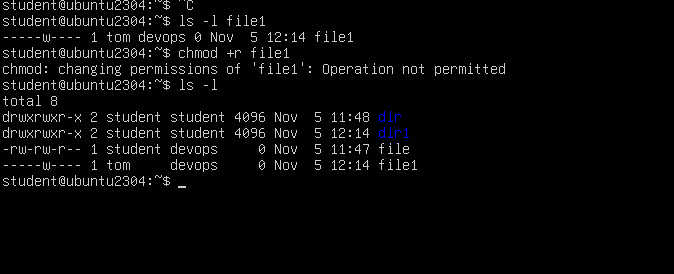 student@ubuntu2304:~$ ^C
student@ubuntu2304:~$ ls -l file1
-----w---- 1 tom devops 0 Nov  5 12:14 file1
student@ubuntu2304:~$ chmod +r file1
chmod: changing permissions of 'file1': Operation not permitted
student@ubuntu2304:~$ ls -l
total 8
drwxrwxr-x 2 student student 4096 Nov  5 11:48 dir
drwxrwxr-x 2 student student 4096 Nov  5 12:14 dir1
-rw-rw-r-- 1 student devops     0 Nov  5 11:47 file
-----w---- 1 tom     devops     0 Nov  5 12:14 file1
student@ubuntu2304:~$ _